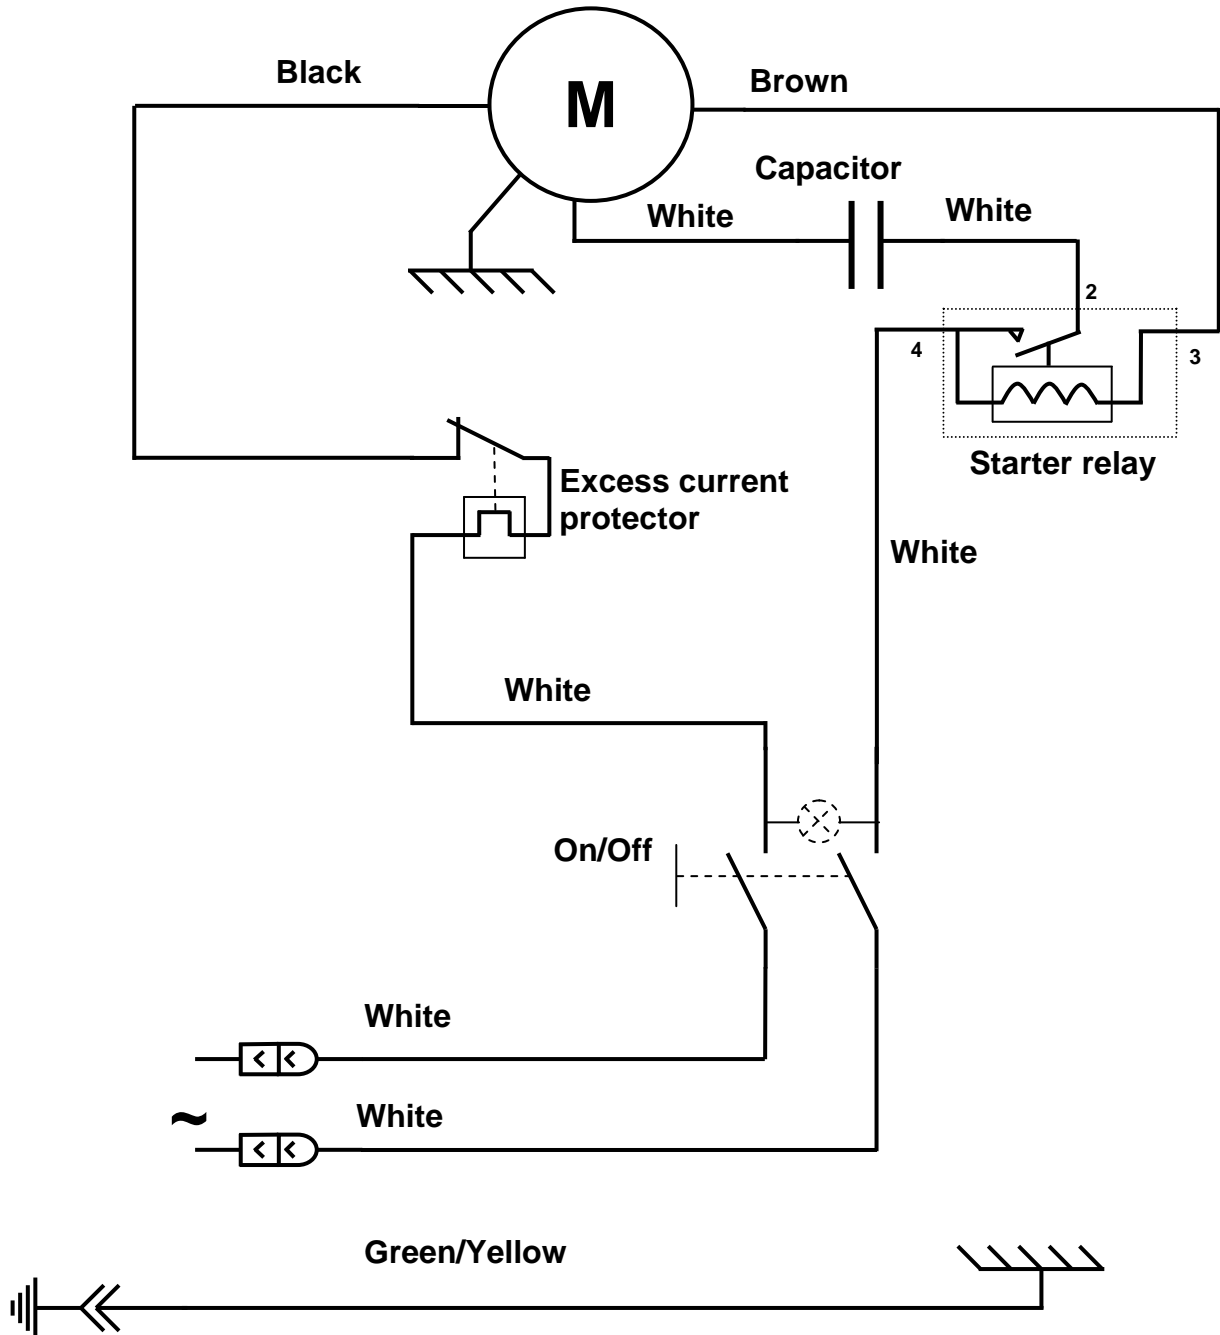 Black
M
Brown
Capacitor
White
White
2
4
3
Starter relay
Excess current
protector
White
White
On/Off
White
~
White
Green/Yellow